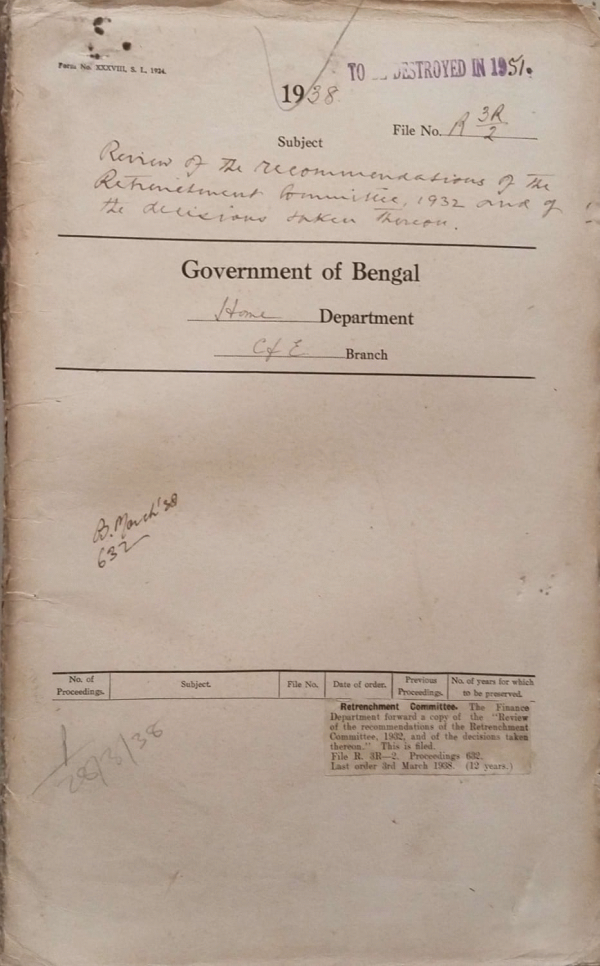 Form No. XXXVIII, S. I., 1924.
TO BE DESTROYED IN 1951.
1938
File No. R 3R/2
Subject
Review of the recommendations of the
Retrenchment Committee, 1932 and of
the decisions taken thereon.
Government of Bengal
Home Department
C & E Branch
B. March '38
632
No. of Proceedings. Subject. File No. Date of order. Previous Proceedings. No. of years for which to be preserved.
Retrenchment Committee. The Finance
Department forward a copy of the "Review
of the recommendations of the Retrenchment
Committee, 1932, and of the decisions taken
thereon." This is filed.
File R. 3R—2. Proceedings 632.
Last order 3rd March 1938. (12 years.)
28/3/38